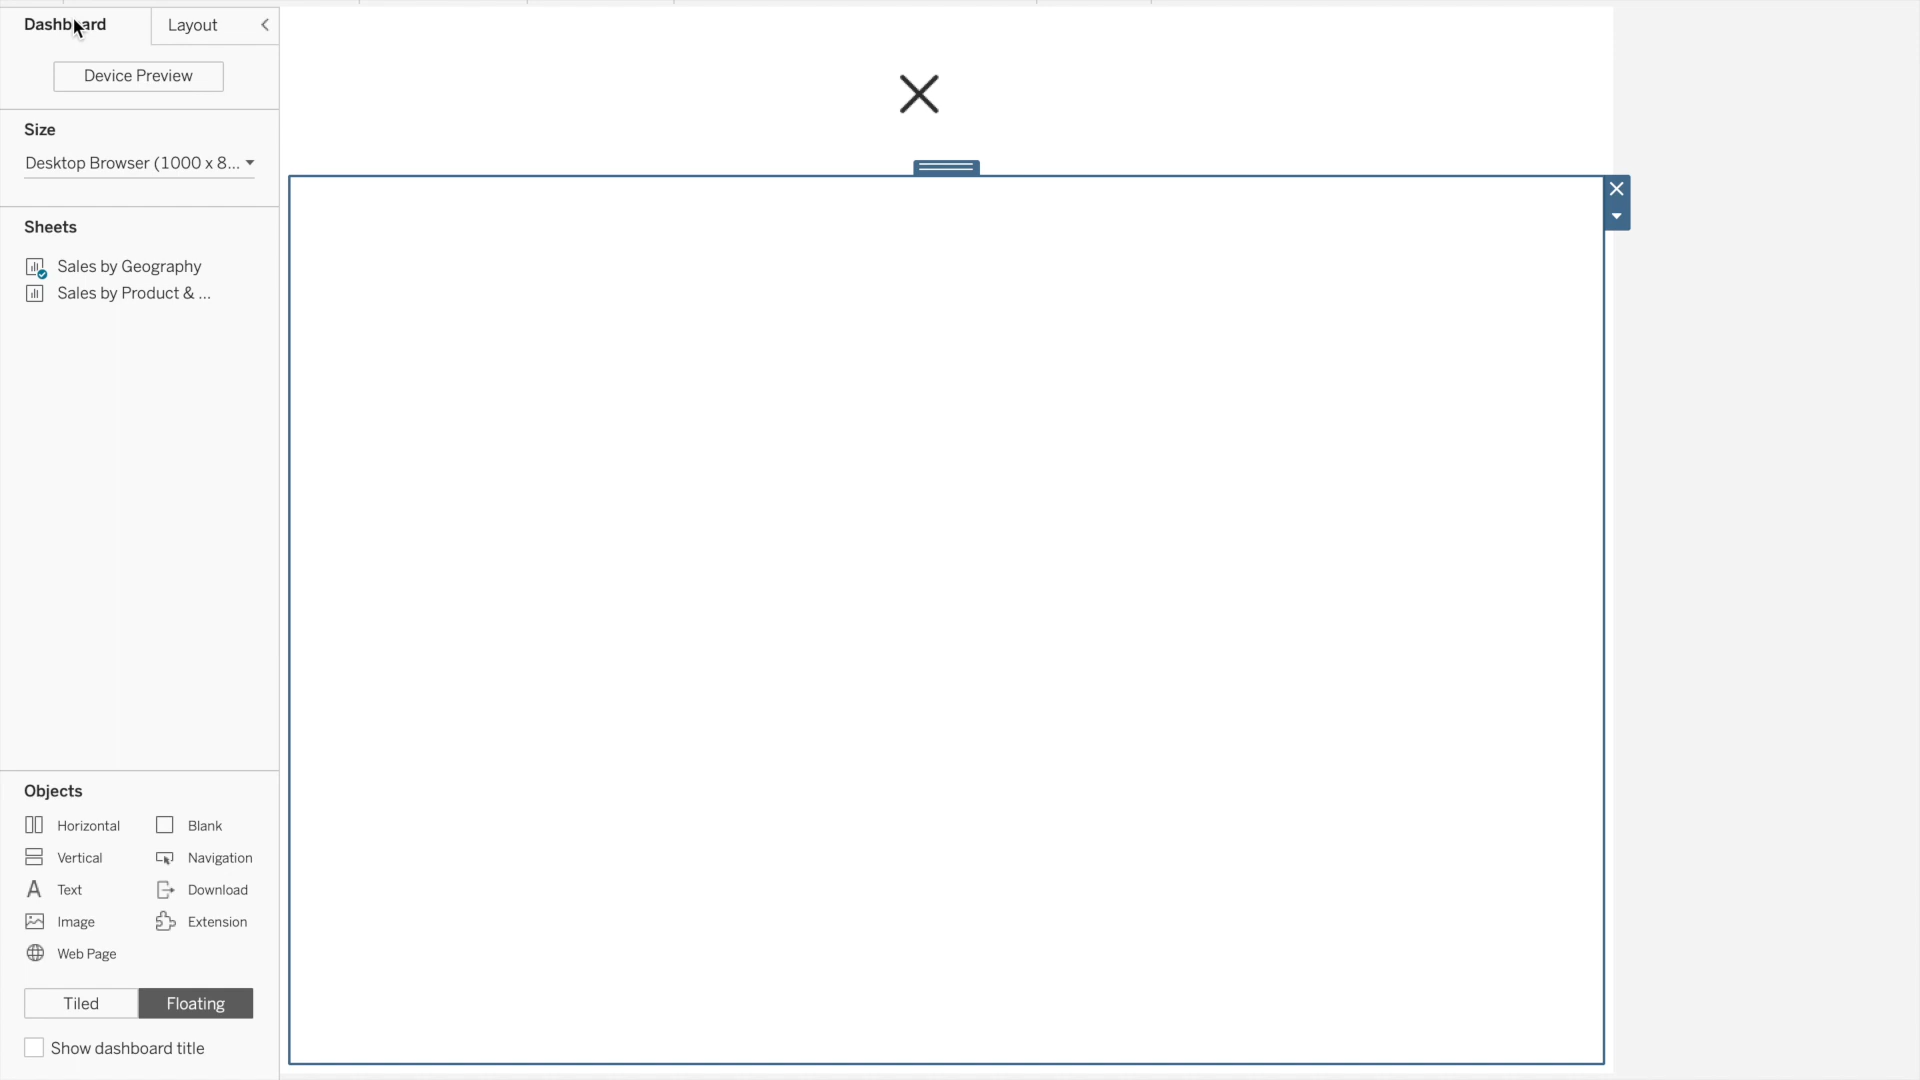 Dashboard
Layout
Device Preview
Size
Desktop Browser (1000 x 8...
Sheets
Sales by Geography
Sales by Product & ...
Objects
Horizontal
Blank
Vertical
Navigation
Text
Download
Image
Extension
Web Page
Tiled
Floating
Show dashboard title